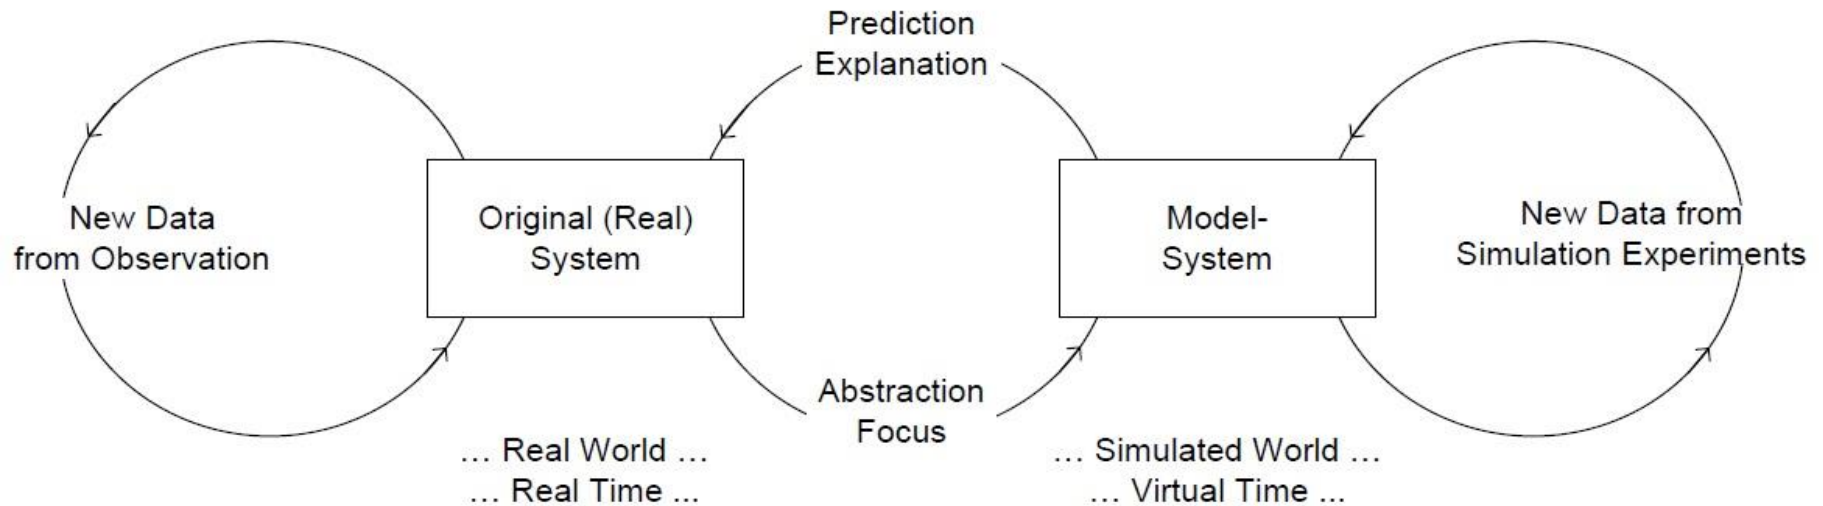 Prediction
Explanation
New Data
from Observation
Original (Real)
System
Model-
System
New Data from
Simulation Experiments
Abstraction
Focus
... Real World ...
... Real Time ...
... Simulated World ...
... Virtual Time ...